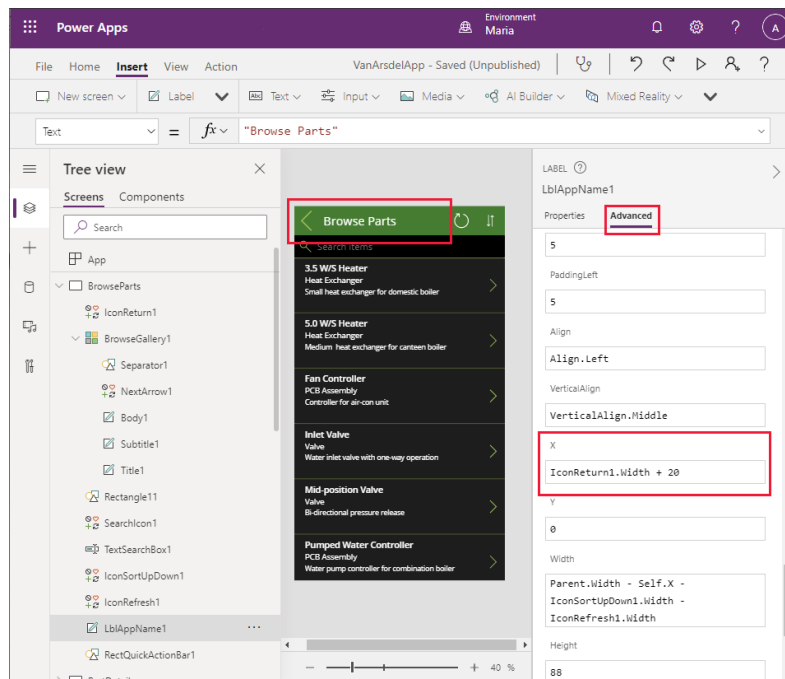 Power Apps
Environment
Maria
A
File Home Insert View Action
VanArsdelApp - Saved (Unpublished)
?
New screen Label Abc Text Input Media AI Builder Mixed Reality
Text = fx "Browse Parts"
Tree view
Screens Components
Search
App
BrowseParts
IconReturn1
BrowseGallery1
Separator1
NextArrow1
Body1
Subtitle1
Title1
Rectangle11
SearchIcon1
TextSearchBox1
IconSortUpDown1
IconRefresh1
LblAppName1 ...
RectQuickActionBar1
Browse Parts
Search items
3.5 W/S Heater
Heat Exchanger
Small heat exchanger for domestic boiler
5.0 W/S Heater
Heat Exchanger
Medium heat exchanger for canteen boiler
Fan Controller
PCB Assembly
Controller for air-con unit
Inlet Valve
Valve
Water inlet valve with one-way operation
Mid-position Valve
Valve
Bi-directional pressure release
Pumped Water Controller
PCB Assembly
Water pump controller for combination boiler
− + 40 %
LABEL ?
LblAppName1
Properties Advanced
5
PaddingLeft
5
Align
Align.Left
VerticalAlign
VerticalAlign.Middle
X
IconReturn1.Width + 20
Y
0
Width
Parent.Width - Self.X -
IconSortUpDown1.Width -
IconRefresh1.Width
Height
88